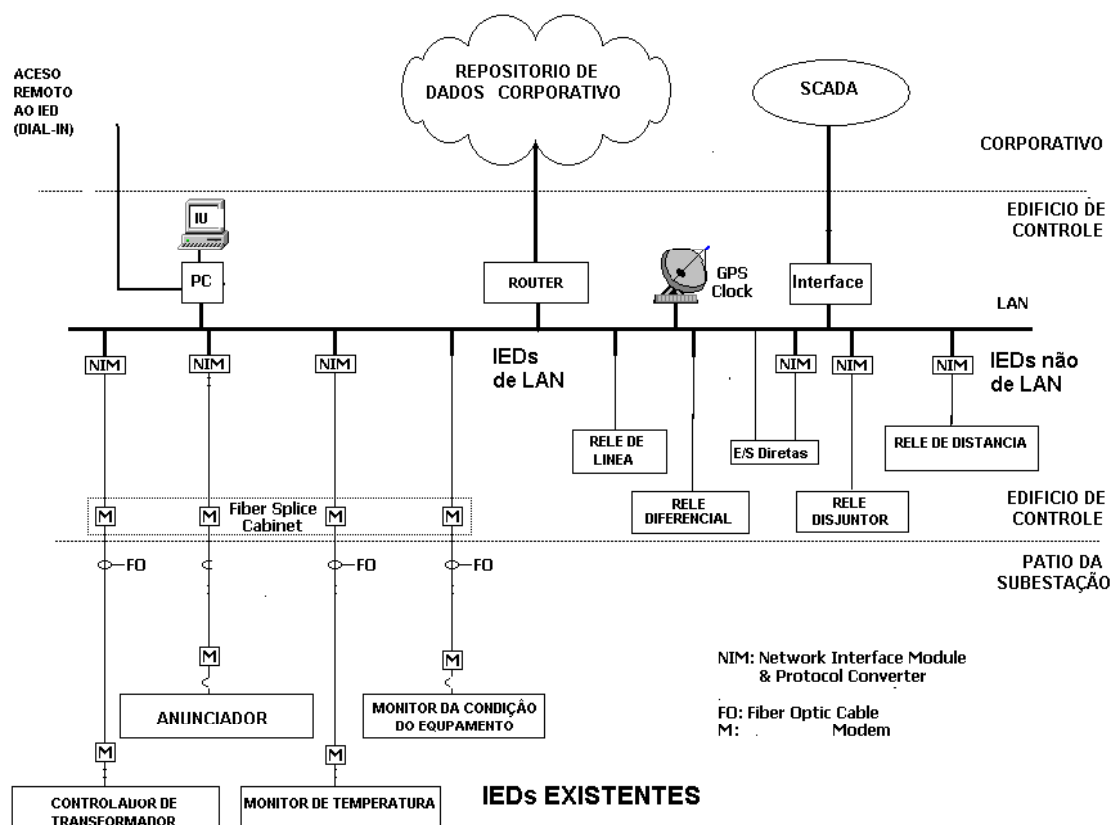 ACESO
REMOTO
AO IED
(DIAL-IN)
REPOSITORIO DE
DADOS CORPORATIVO
SCADA
CORPORATIVO
EDIFICIO DE
CONTROLE
IU
PC
ROUTER
GPS
Clock
Interface
LAN
NIM
NIM
NIM
IEDs
de LAN
NIM
NIM
NIM
IEDs não
de LAN
RELE DE
LINEA
E/S Diretas
RELE DE DISTANCIA
RELE
DIFERENCIAL
RELE
DISJUNTOR
Fiber Splice
Cabinet
M
M
M
M
EDIFICIO DE
CONTROLE
FO
FO
FO
PATIO DA
SUBESTAÇÃO
M
M
ANUNCIADOR
MONITOR DA CONDIÇÂO
DO EQUPAMENTO
NIM: Network Interface Module
& Protocol Converter
FO: Fiber Optic Cable
M: Modem
M
M
CONTROLADOR DE
TRANSFORMADOR
MONITOR DE TEMPERATURA
IEDs EXISTENTES